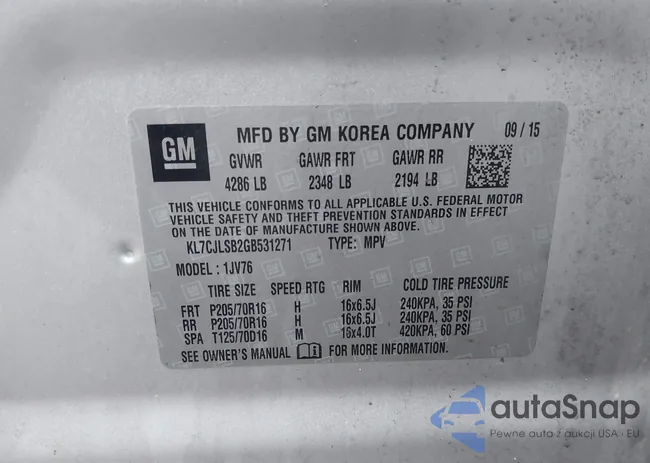 GM
MFD BY GM KOREA COMPANY 09 / 15
GVWR GAWR FRT GAWR RR
4286 LB 2348 LB 2194 LB
THIS VEHICLE CONFORMS TO ALL APPLICABLE U.S. FEDERAL MOTOR
VEHICLE SAFETY AND THEFT PREVENTION STANDARDS IN EFFECT
ON THE DATE OF MANUFACTURE SHOWN ABOVE.
KL7CJLSB2GB531271 TYPE: MPV
MODEL : 1JV76
TIRE SIZE SPEED RTG RIM COLD TIRE PRESSURE
FRT P205/70R16 H 16x6.5J 240KPA, 35 PSI
RR P205/70R16 H 16x6.5J 240KPA, 35 PSI
SPA T125/70D16 M 16x4.0T 420KPA, 60 PSI
SEE OWNER'S MANUAL FOR MORE INFORMATION.
autaSnap
Pewne auta z aukcji USA · EU